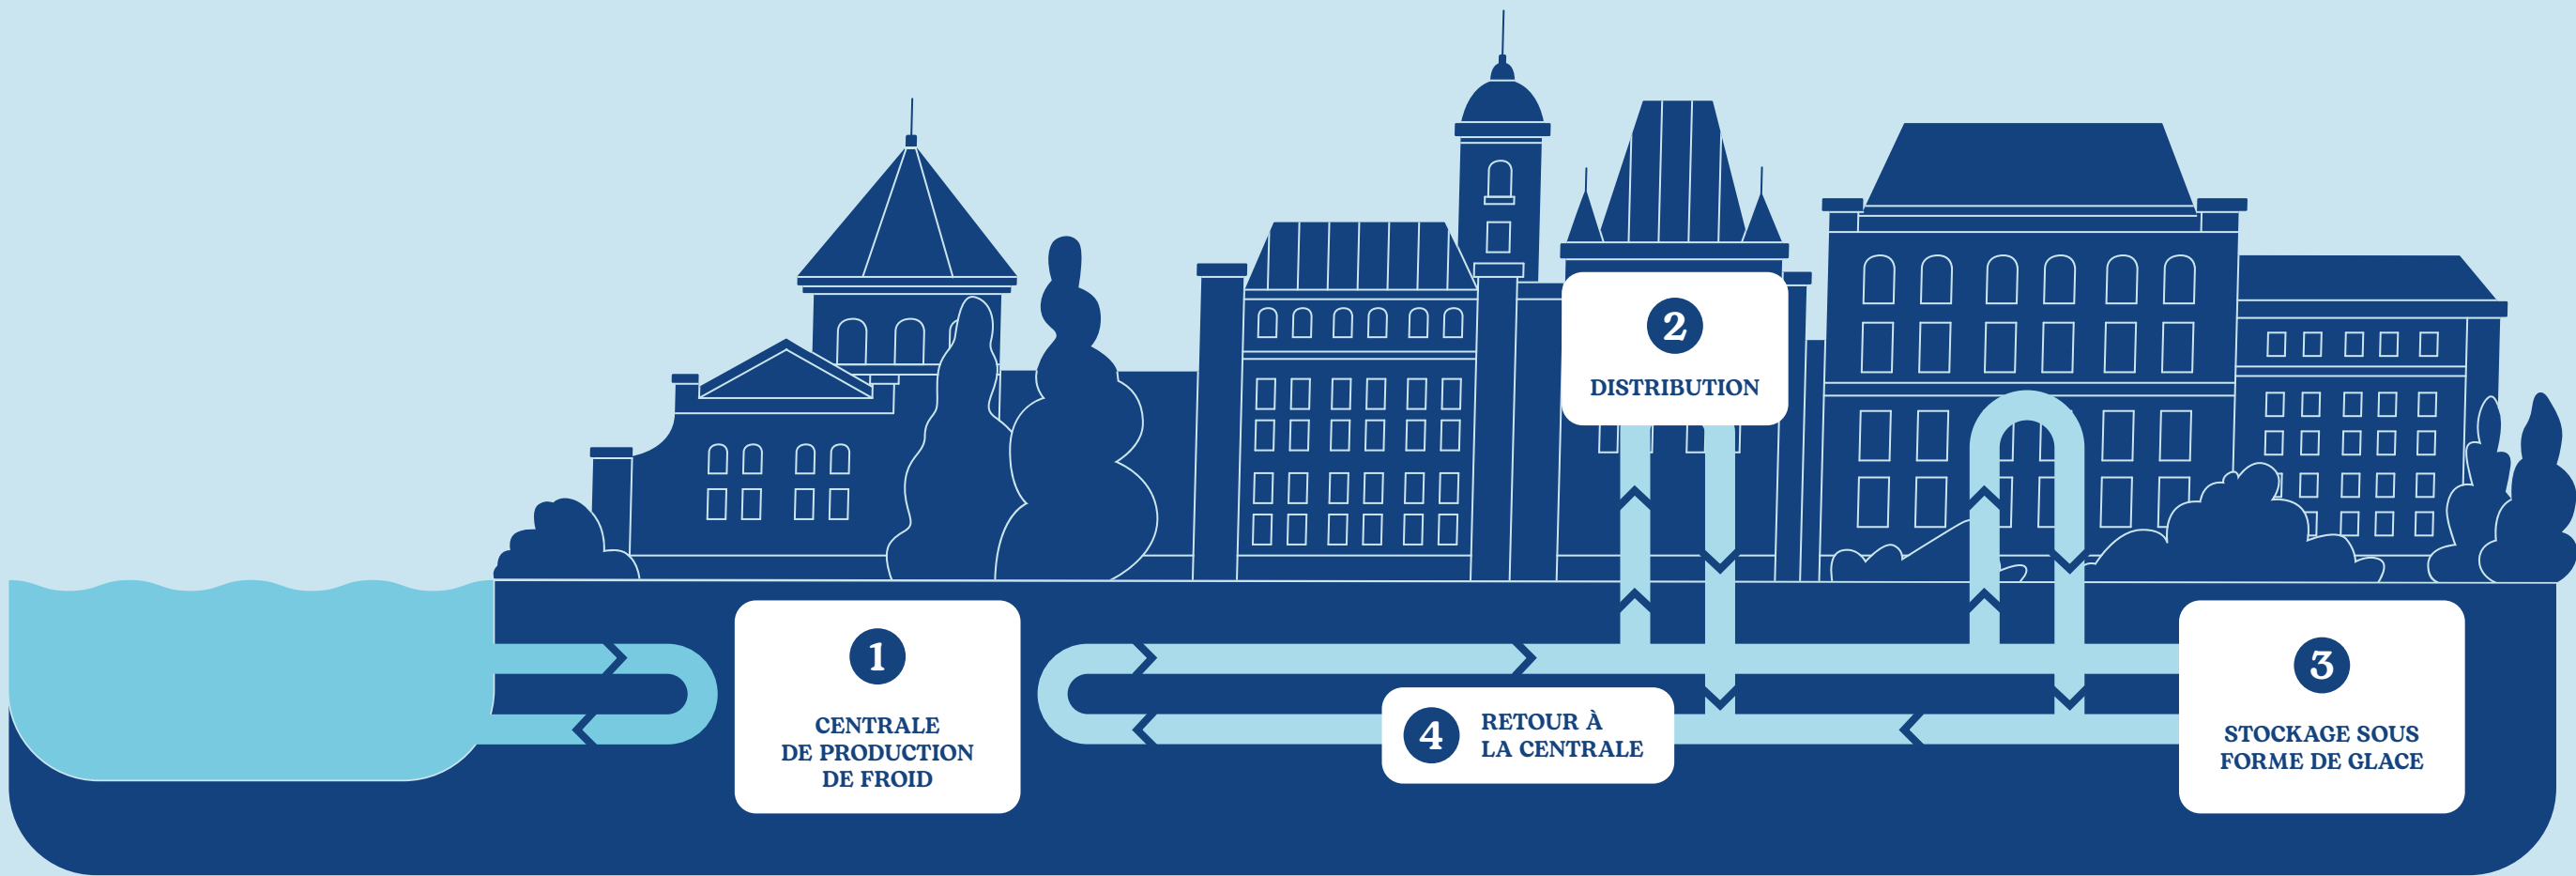 1
CENTRALE
DE PRODUCTION
DE FROID
2
DISTRIBUTION
3
STOCKAGE SOUS
FORME DE GLACE
4
RETOUR À
LA CENTRALE